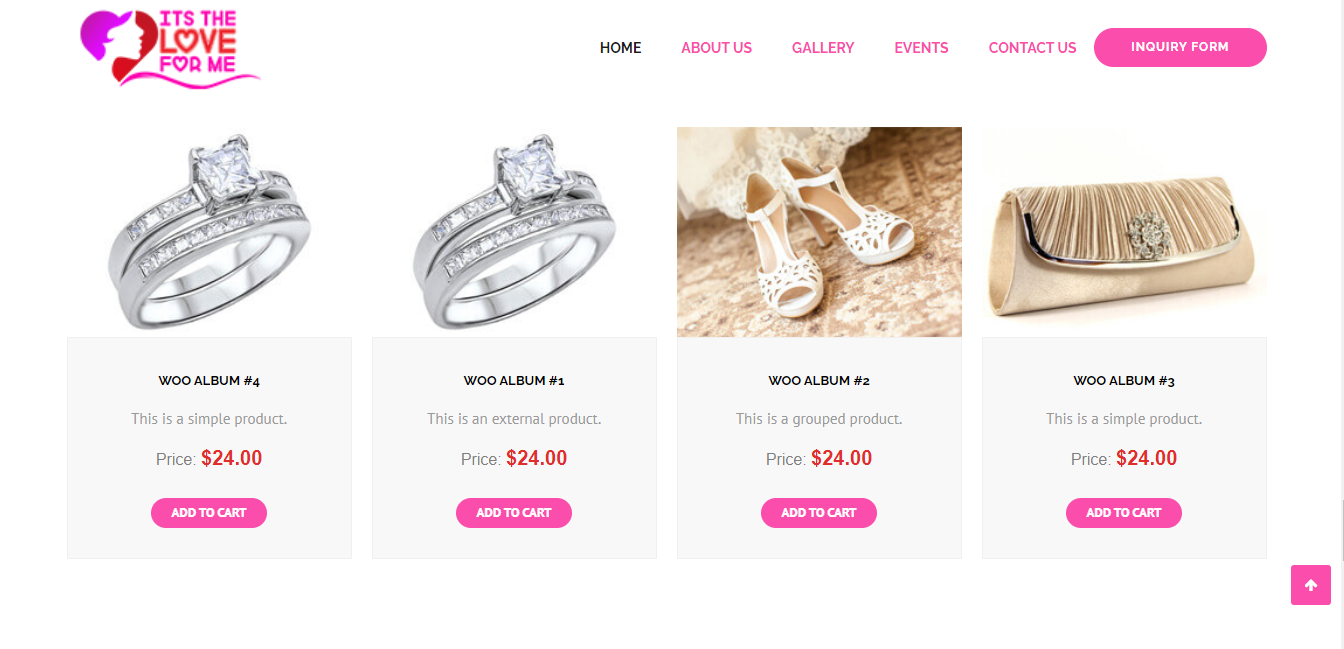 ITS THE
LOVE
FOR ME
HOME
ABOUT US
GALLERY
EVENTS
CONTACT US
INQUIRY FORM
WOO ALBUM #4
This is a simple product.
Price: $24.00
ADD TO CART
WOO ALBUM #1
This is an external product.
Price: $24.00
ADD TO CART
WOO ALBUM #2
This is a grouped product.
Price: $24.00
ADD TO CART
WOO ALBUM #3
This is a simple product.
Price: $24.00
ADD TO CART